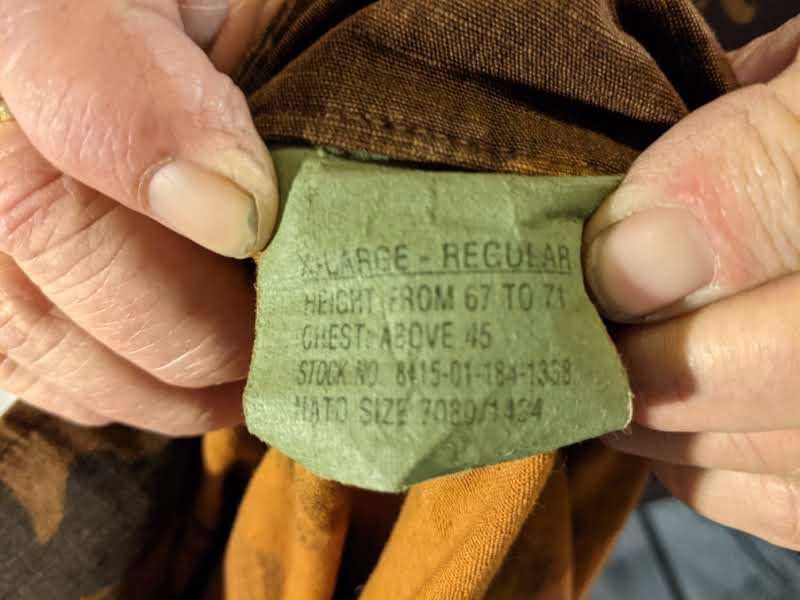 X-LARGE - REGULAR
HEIGHT: FROM 67 TO 71
CHEST: ABOVE 45
STOCK NO. 8415-01-184-1338
NATO SIZE 7080/1424